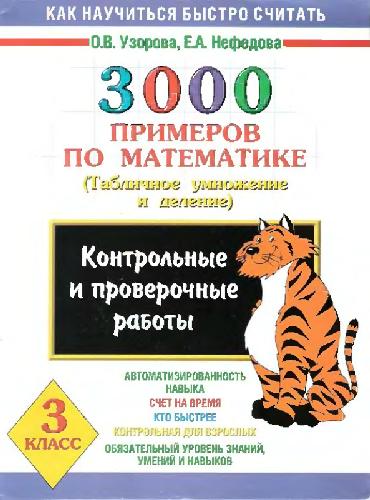 КАК НАУЧИТЬСЯ БЫСТРО СЧИТАТЬ
О.В. Узорова, Е.А. Нефедова
3000
ПРИМЕРОВ
ПО МАТЕМАТИКЕ
(Табличное умножение
и деление)
Контрольные
и проверочные
работы
АВТОМАТИЗИРОВАННОСТЬ
НАВЫКА
СЧЕТ НА ВРЕМЯ
КТО БЫСТРЕЕ
КОНТРОЛЬНАЯ ДЛЯ ВЗРОСЛЫХ
ОБЯЗАТЕЛЬНЫЙ УРОВЕНЬ ЗНАНИЙ,
УМЕНИЙ И НАВЫКОВ
3
КЛАСС